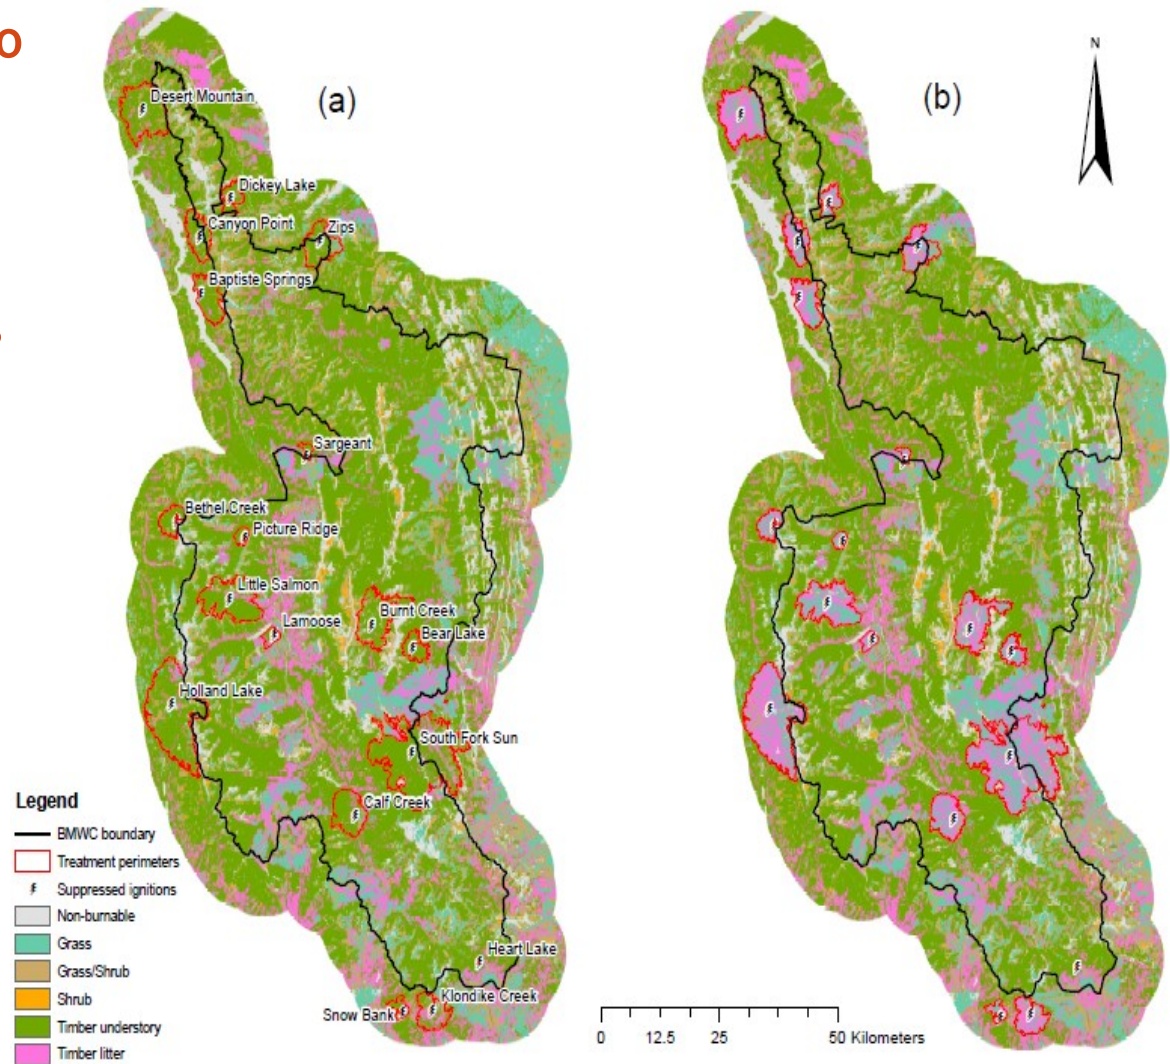 o
(a)
(b)
N
Desert Mountain
Dickey Lake
Canyon Point
Zips
Baptiste Springs
Sargeant
Bethel Creek
Picture Ridge
Little Salmon
Burnt Creek
Lamoose
Bear Lake
Holland Lake
South Fork Sun
Calf Creek
Heart Lake
Klondike Creek
Snow Bank
Legend
BMWC boundary
Treatment perimeters
Suppressed ignitions
Non-burnable
Grass
Grass/Shrub
Shrub
Timber understory
Timber litter
0 12.5 25 50 Kilometers